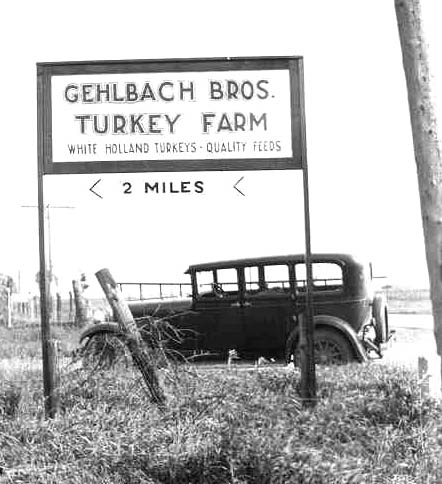 GEHLBACH BROS.
TURKEY FARM
WHITE HOLLAND TURKEYS - QUALITY FEEDS
< 2 MILES <